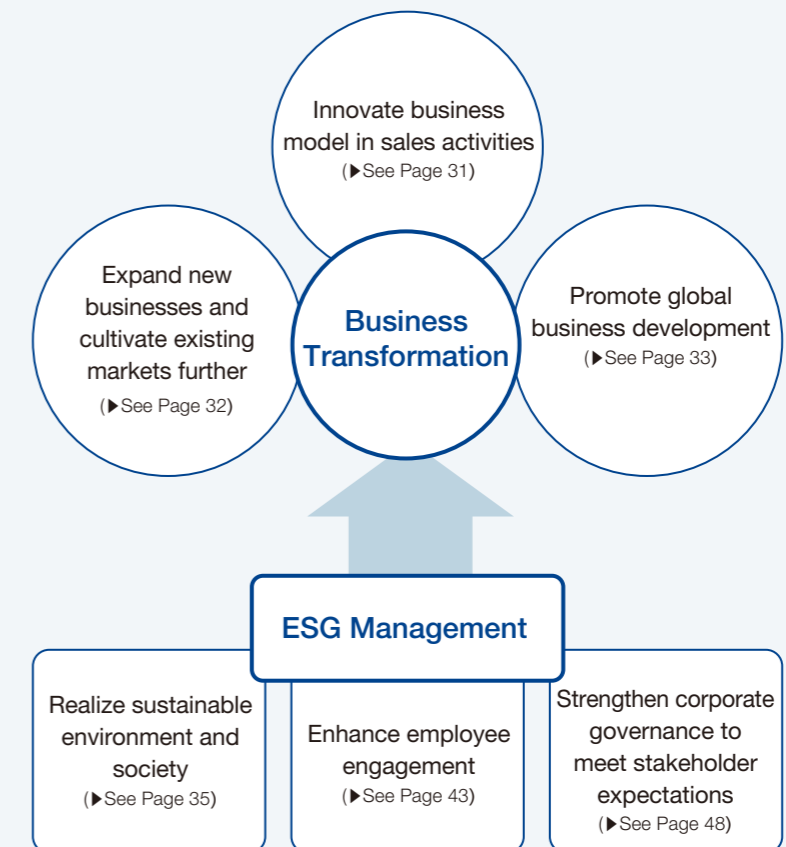 Innovate business
model in sales activities
(▶See Page 31)
Expand new
businesses and
cultivate existing
markets further
(▶See Page 32)
Business
Transformation
Promote global
business development
(▶See Page 33)
ESG Management
Realize sustainable
environment and
society
(▶See Page 35)
Enhance employee
engagement
(▶See Page 43)
Strengthen corporate
governance to
meet stakeholder
expectations
(▶See Page 48)